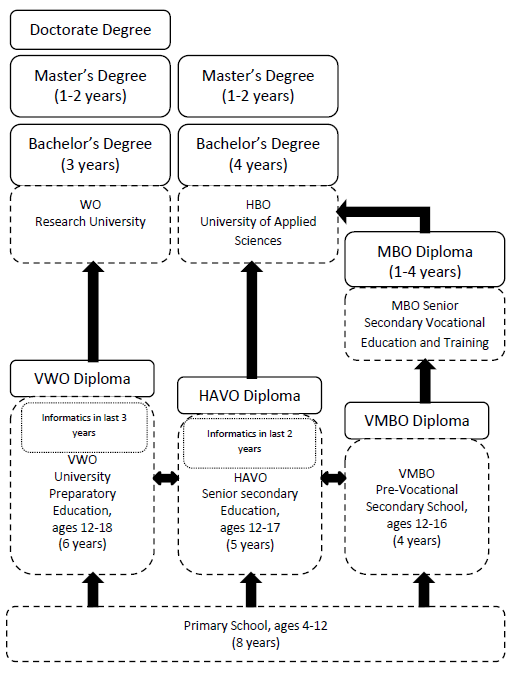 Doctorate Degree
Master's Degree
(1-2 years)
Master's Degree
(1-2 years)
Bachelor's Degree
(3 years)
Bachelor's Degree
(4 years)
WO
Research University
HBO
University of Applied
Sciences
MBO Diploma
(1-4 years)
MBO Senior
Secondary Vocational
Education and Training
VWO Diploma
Informatics in last 3
years
VWO
University
Preparatory
Education,
ages 12-18
(6 years)
HAVO Diploma
Informatics in last 2
years
HAVO
Senior secondary
Education,
ages 12-17
(5 years)
VMBO Diploma
VMBO
Pre-Vocational
Secondary School,
ages 12-16
(4 years)
Primary School, ages 4-12
(8 years)